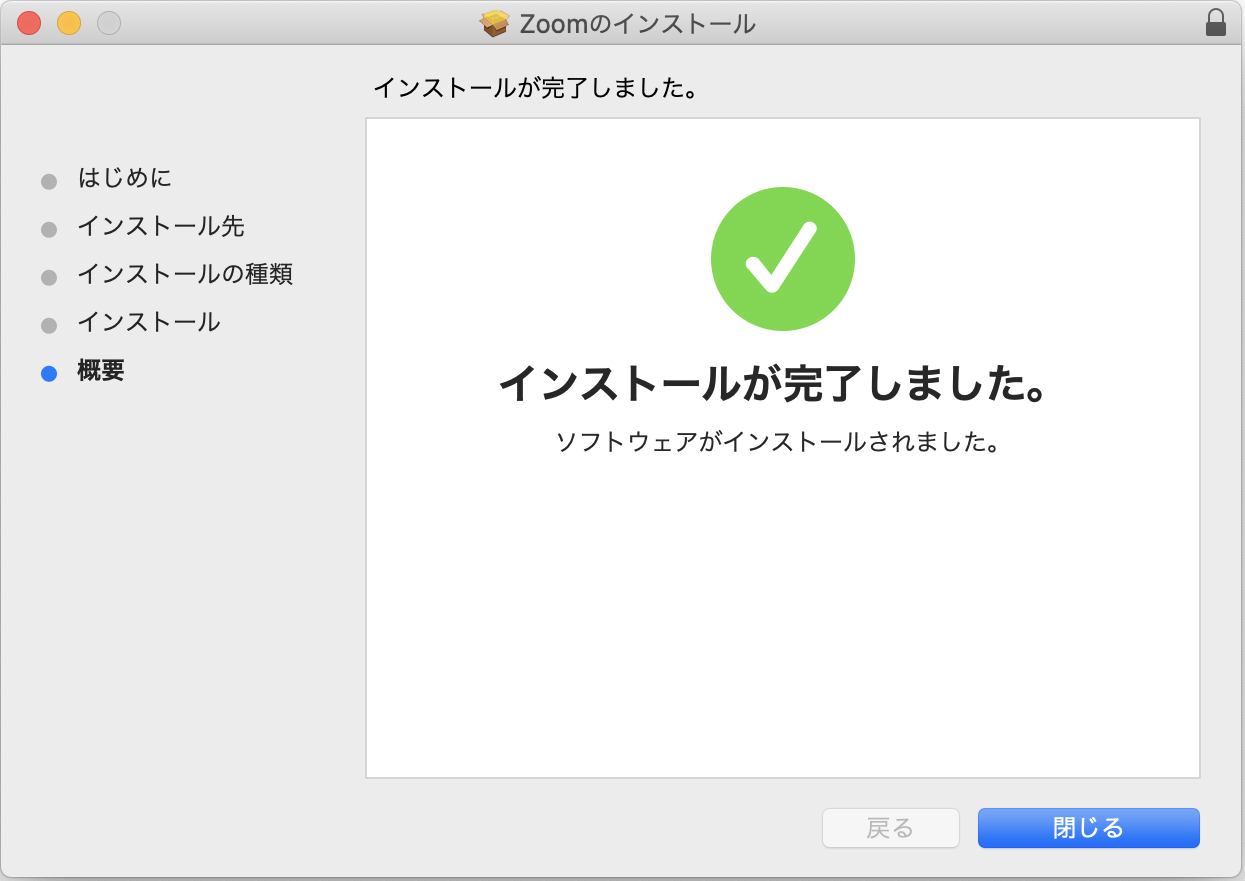 Zoomのインストール
インストールが完了しました。
はじめに
インストール先
インストールの種類
インストール
概要
インストールが完了しました。
ソフトウェアがインストールされました。
戻る
閉じる